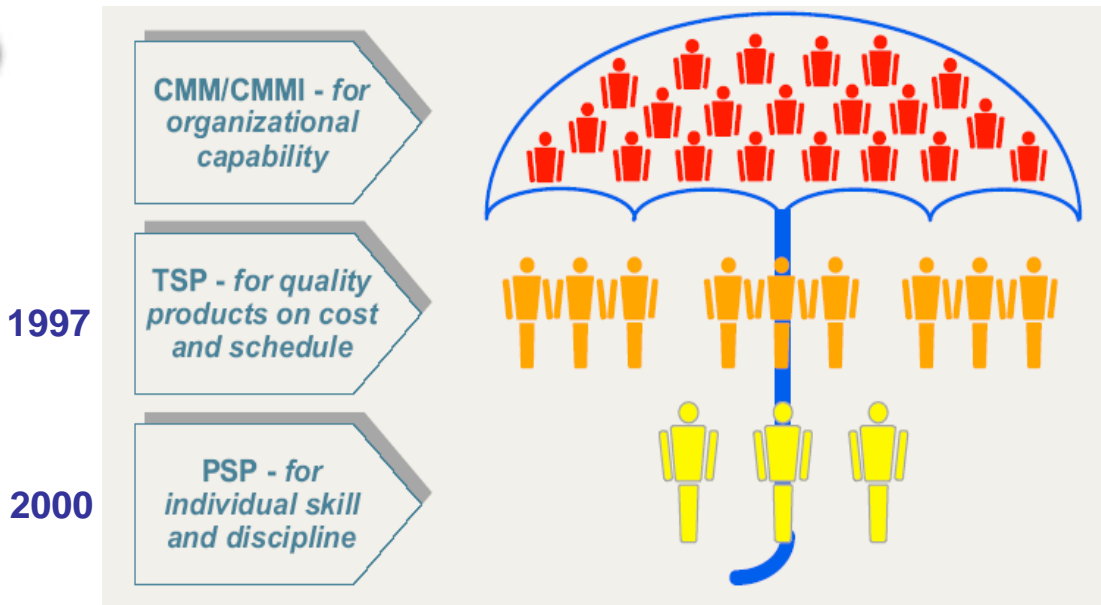 CMM/CMMI - for
organizational
capability
TSP - for quality
products on cost
and schedule
1997
PSP - for
individual skill
and discipline
2000